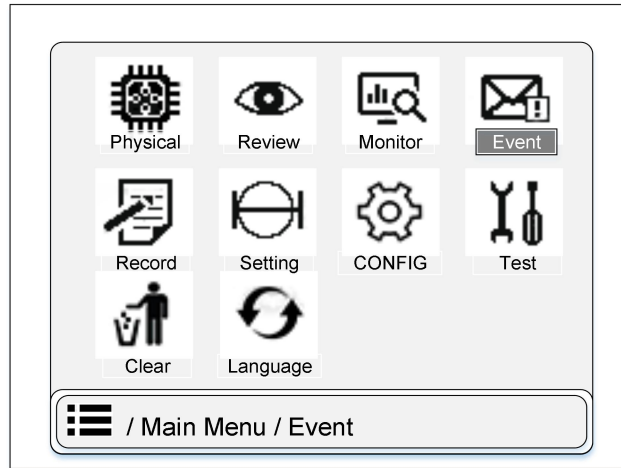 Physical Review Monitor Event
Record Setting CONFIG Test
Clear Language
/ Main Menu / Event